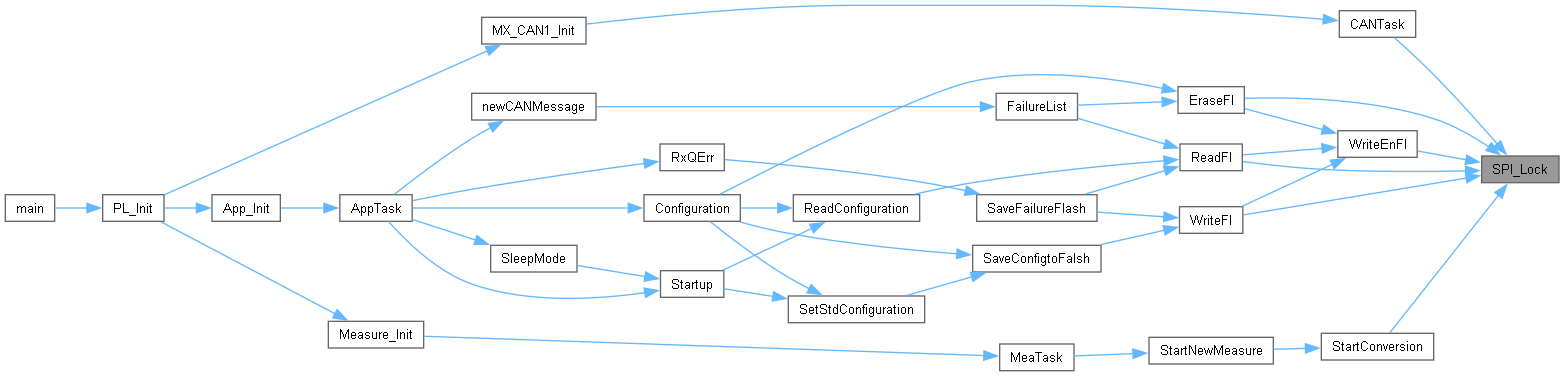 MX_CAN1_Init
CANTask
newCANMessage
FailureList
EraseFl
WriteEnFl
RxQErr
ReadFl
SPI_Lock
main
PL_Init
App_Init
AppTask
Configuration
ReadConfiguration
SaveFailureFlash
WriteFl
SleepMode
SaveConfigtoFalsh
Startup
SetStdConfiguration
Measure_Init
MeaTask
StartNewMeasure
StartConversion